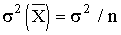 σ² (X̅) = σ² / n